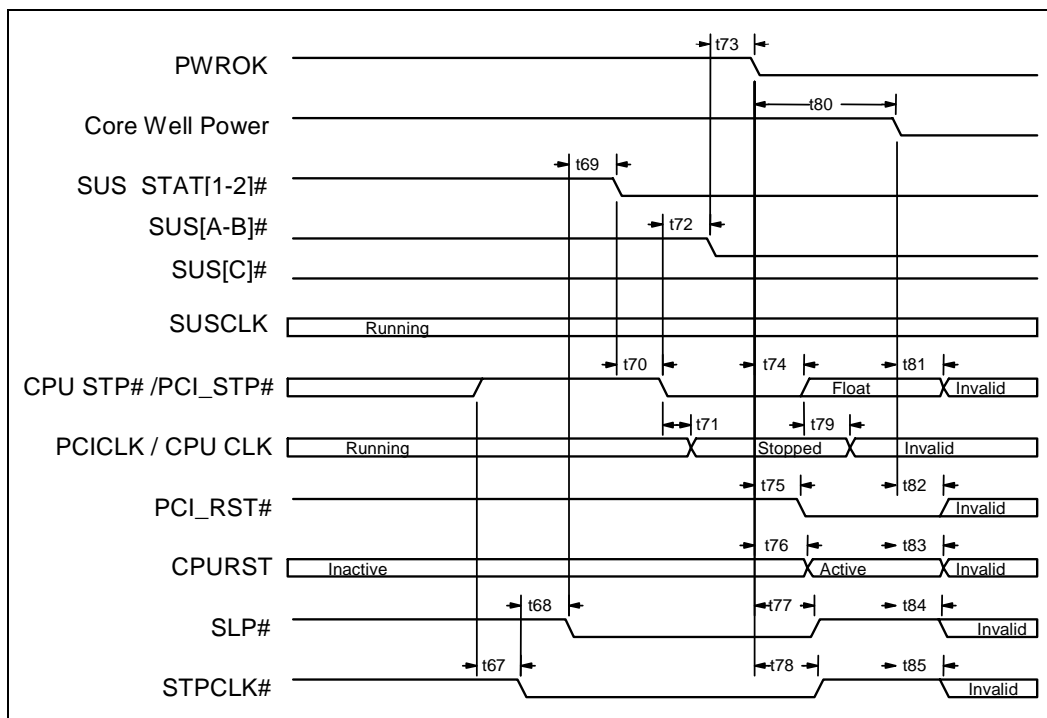 t73
PWROK
t80
Core Well Power
t69
SUS STAT[1-2]#
SUS[A-B]#
t72
SUS[C]#
SUSCLK
Running
t70
t74
t81
CPU STP# /PCI_STP#
Float
Invalid
t71
t79
PCICLK / CPU CLK
Running
Stopped
Invalid
t75
t82
PCI_RST#
Invalid
t76
t83
CPURST
Inactive
Active
Invalid
t68
t77
t84
SLP#
Invalid
t67
t78
t85
STPCLK#
Invalid